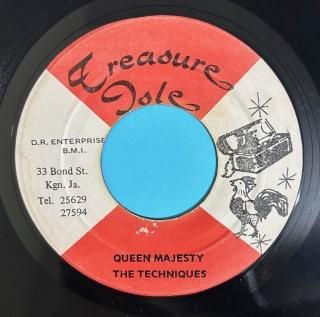 Treasure
Isle
D.R. ENTERPRISE
B.M.I.
33 Bond St.
Kgn. Ja.
Tel. 25629
27594
QUEEN MAJESTY
THE TECHNIQUES